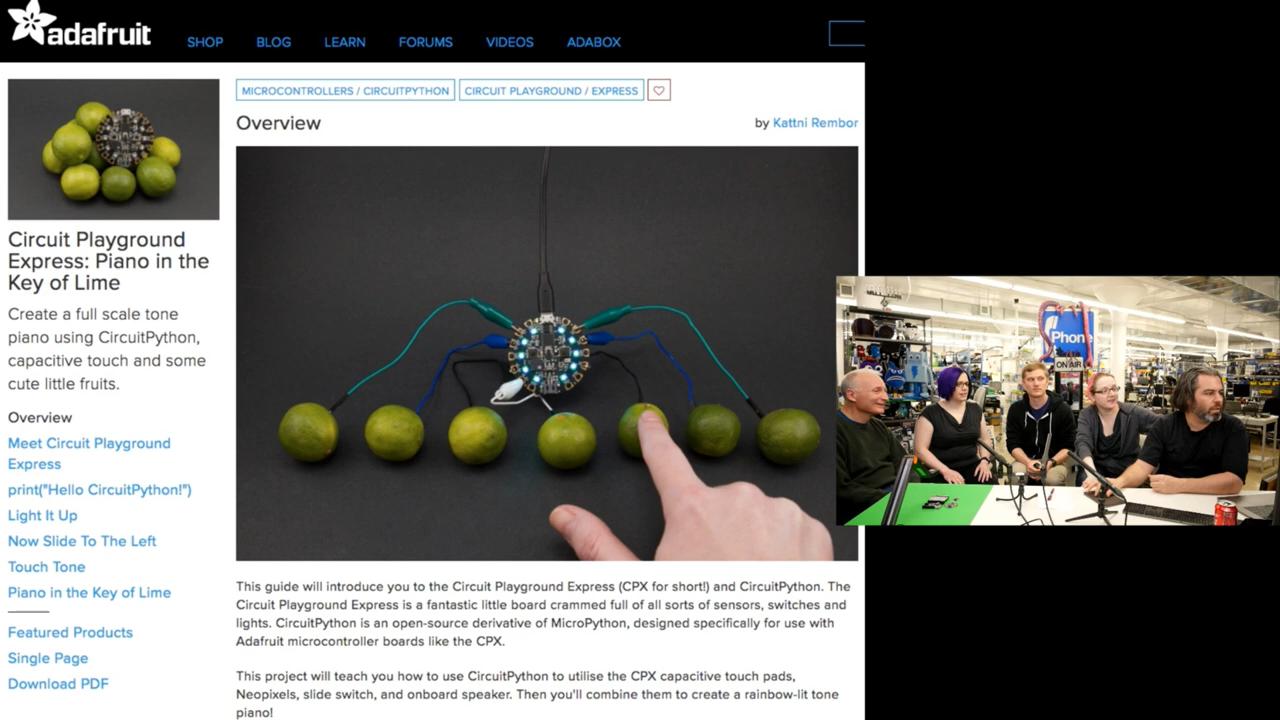 adafruit
SHOP
BLOG
LEARN
FORUMS
VIDEOS
ADABOX
Circuit Playground
Express: Piano in the
Key of Lime
Create a full scale tone
piano using CircuitPython,
capacitive touch and some
cute little fruits.
Overview
Meet Circuit Playground
Express
print("Hello CircuitPython!")
Light It Up
Now Slide To The Left
Touch Tone
Piano in the Key of Lime
Featured Products
Single Page
Download PDF
MICROCONTROLLERS / CIRCUITPYTHON
CIRCUIT PLAYGROUND / EXPRESS
Overview
by Kattni Rembor
This guide will introduce you to the Circuit Playground Express (CPX for short!) and CircuitPython. The
Circuit Playground Express is a fantastic little board crammed full of all sorts of sensors, switches and
lights. CircuitPython is an open-source derivative of MicroPython, designed specifically for use with
Adafruit microcontroller boards like the CPX.
This project will teach you how to use CircuitPython to utilise the CPX capacitive touch pads,
Neopixels, slide switch, and onboard speaker. Then you'll combine them to create a rainbow-lit tone
piano!
Phone
ON AIR